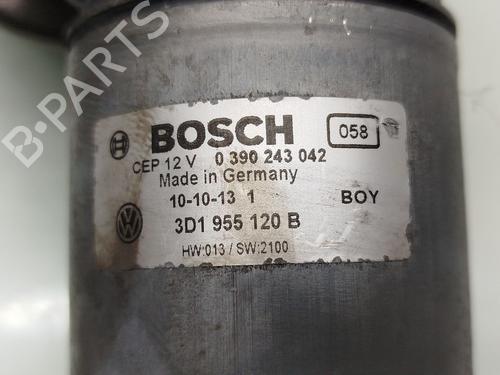 B-PARTS
BOSCH 058
CEP 12 V 0 390 243 042
Made in Germany
10-10-13 1 BOY
3D1 955 120 B
HW:013 / SW:2100